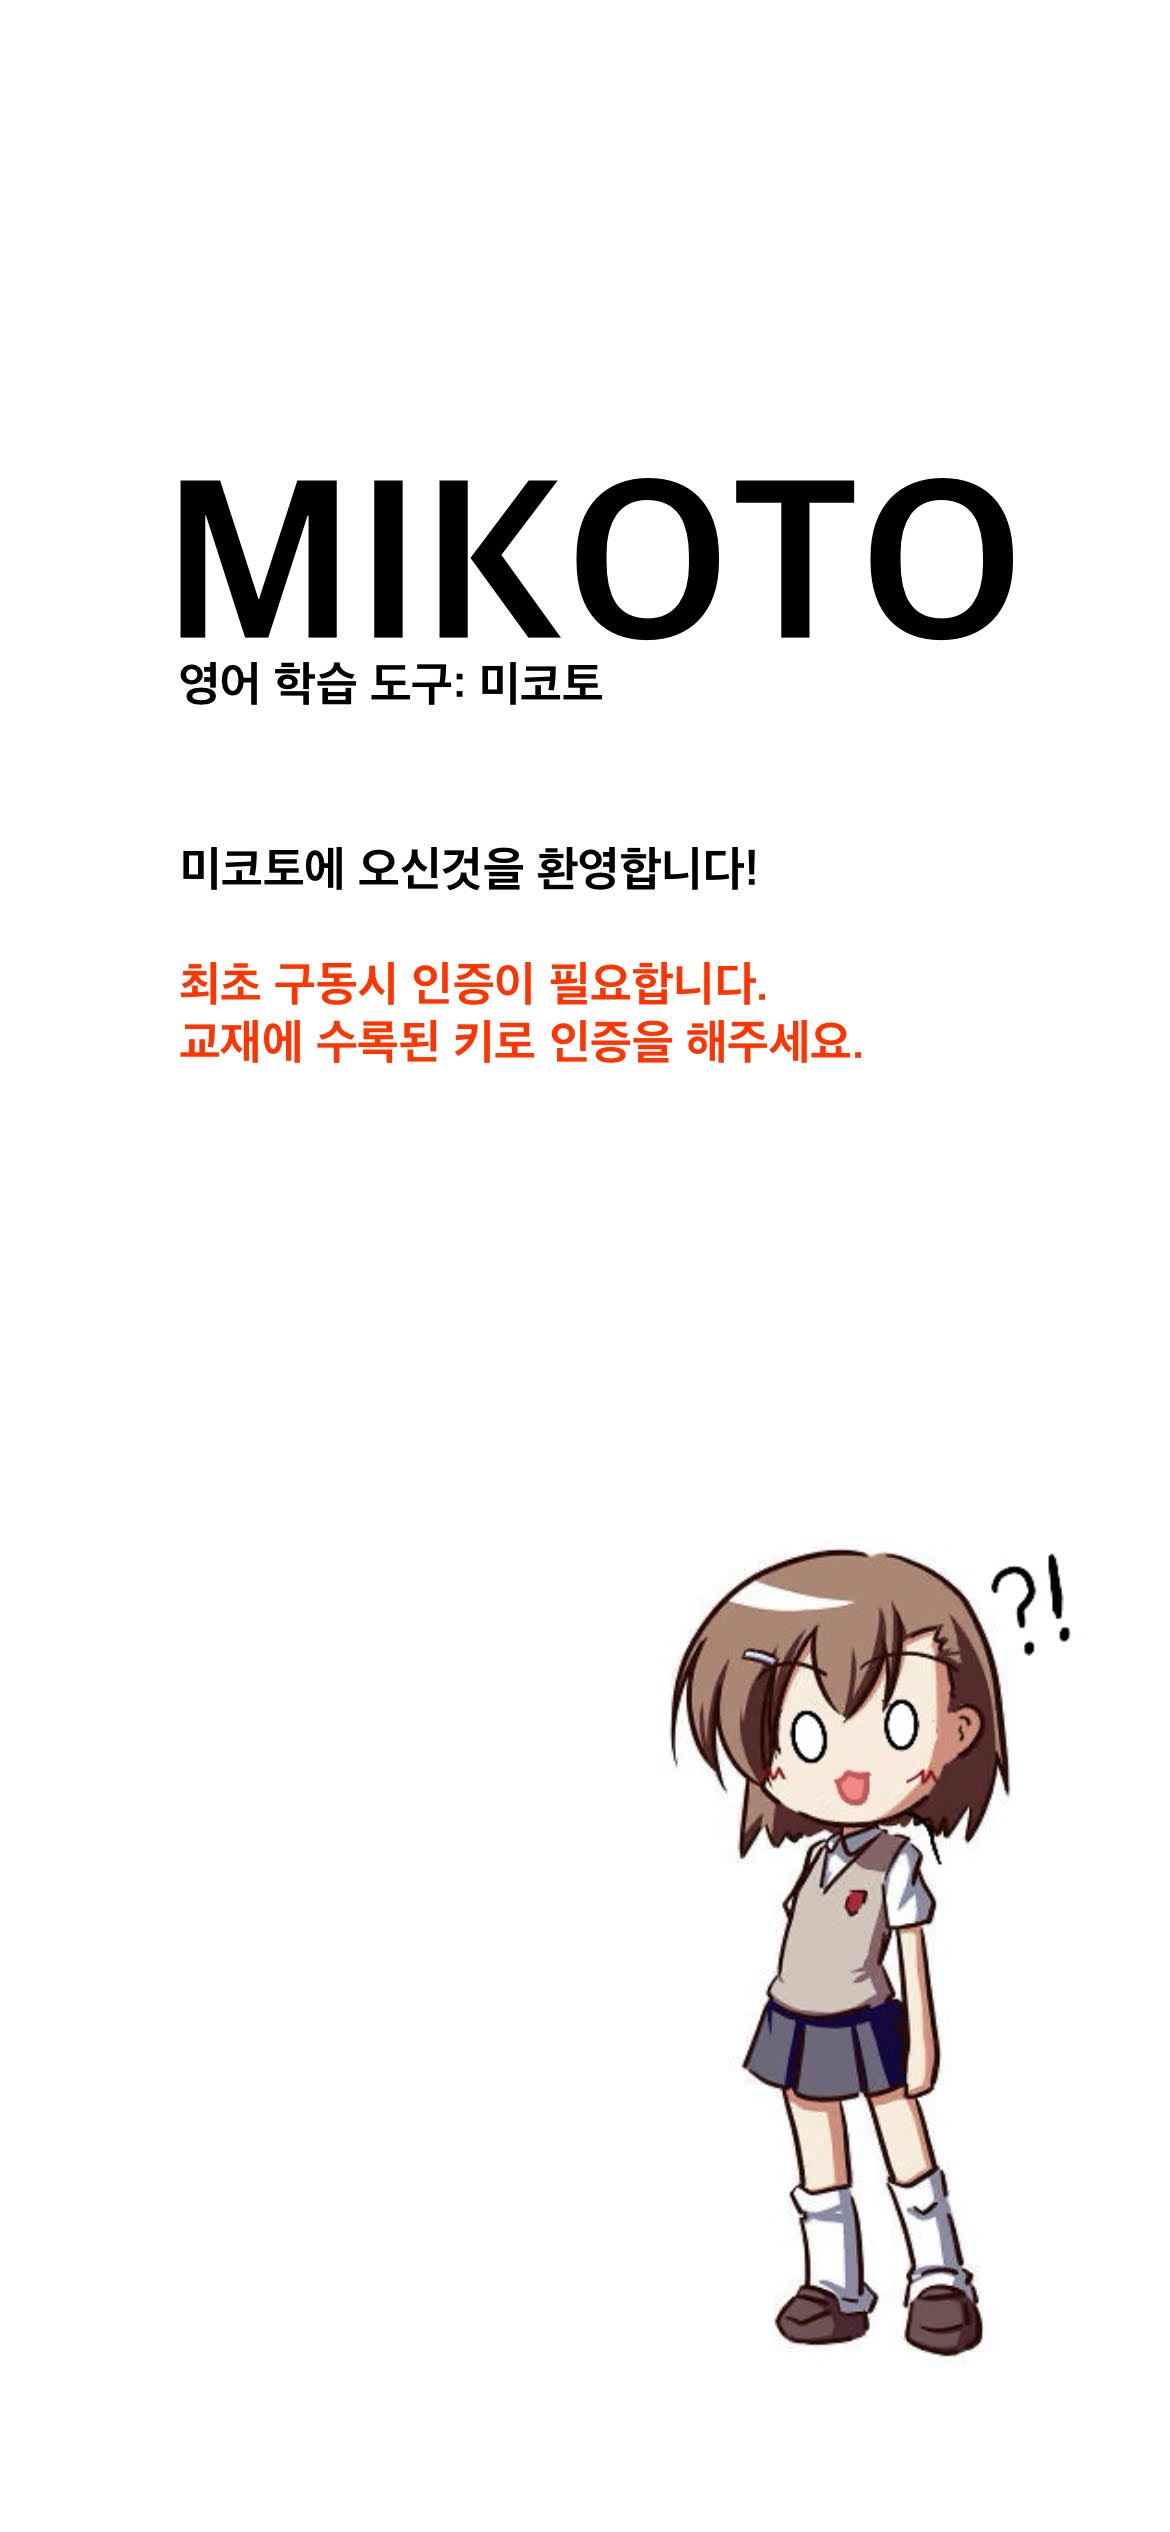 MIKOTO
영어 학습 도구: 미코토
미코토에 오신것을 환영합니다!
최초 구동시 인증이 필요합니다.
교재에 수록된 키로 인증을 해주세요.
?!